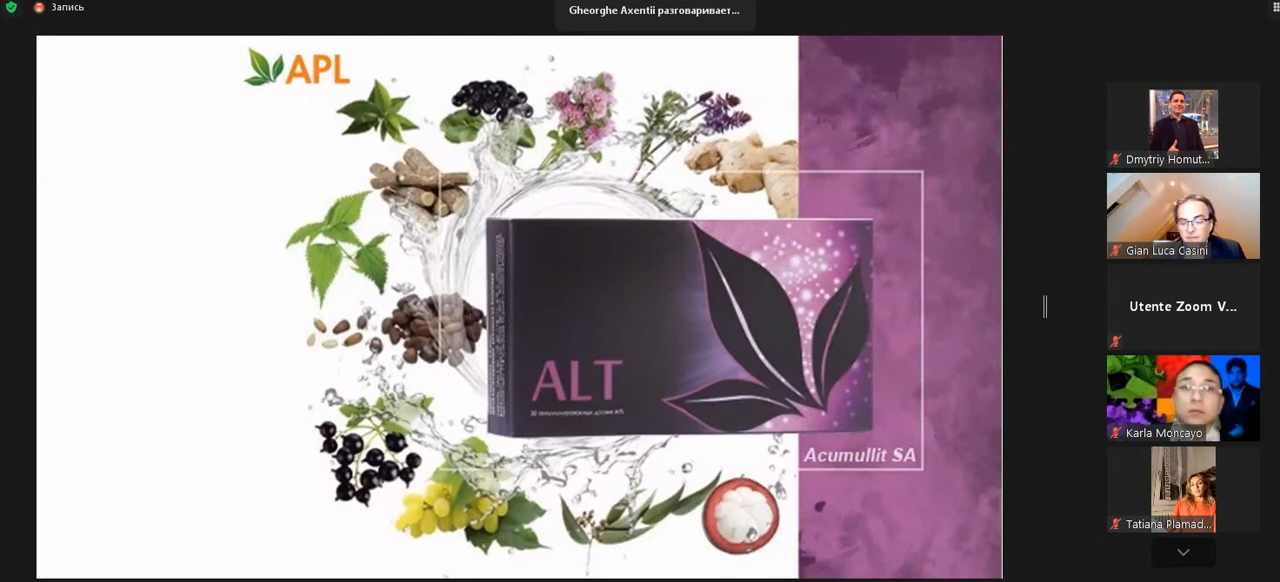 Запись
Gheorghe Axentii разговаривает...
APL
ALT
Acumullit SA
Dmytriy Homut...
Gian Luca Casini
Utente Zoom V...
Karla Moncayo
Tatiana Plamad...